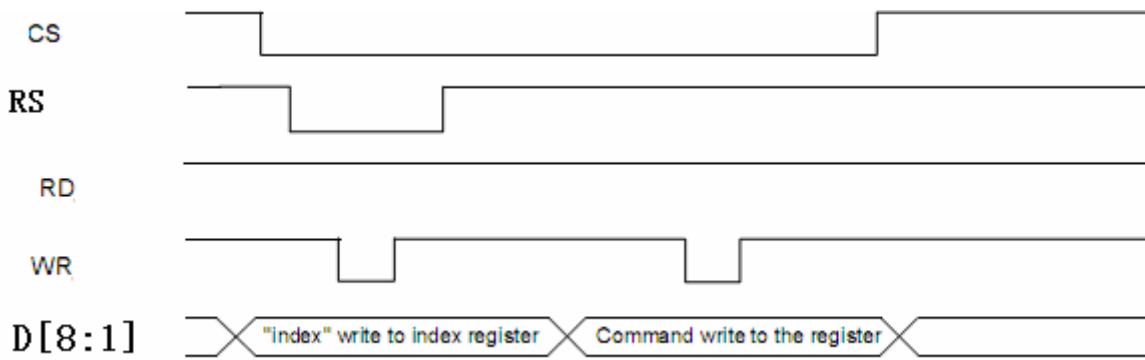 CS
RS
RD
WR
D[8:1] "index" write to index register Command write to the register